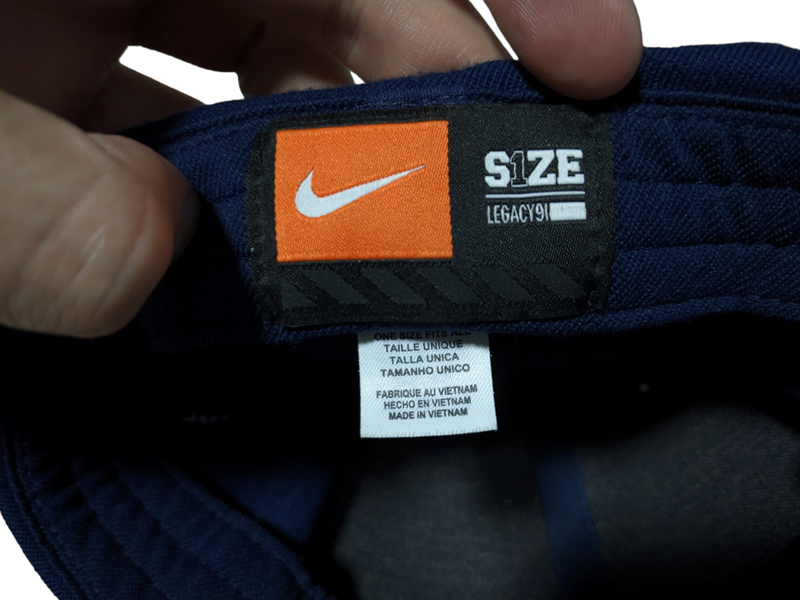 S1ZE
LEGACY91
ONE SIZE FITS ALL
TAILLE UNIQUE
TALLA UNICA
TAMANHO UNICO
FABRIQUE AU VIETNAM
HECHO EN VIETNAM
MADE IN VIETNAM